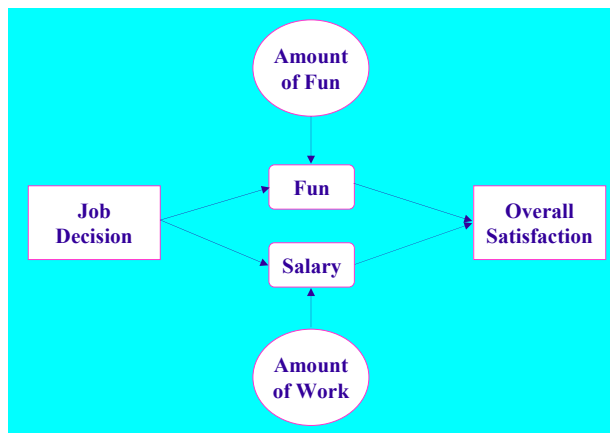 Amount
of Fun
Fun
Job
Decision
Overall
Satisfaction
Salary
Amount
of Work